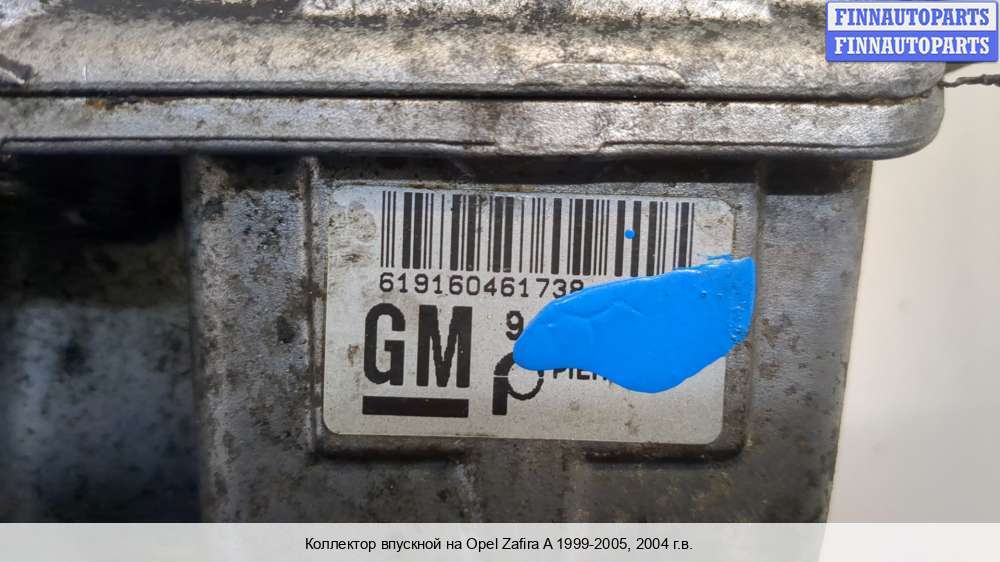 FINNAUTOPARTS
FINNAUTOPARTS
619160461738
GM 9
Коллектор впускной на Opel Zafira A 1999-2005, 2004 г.в.